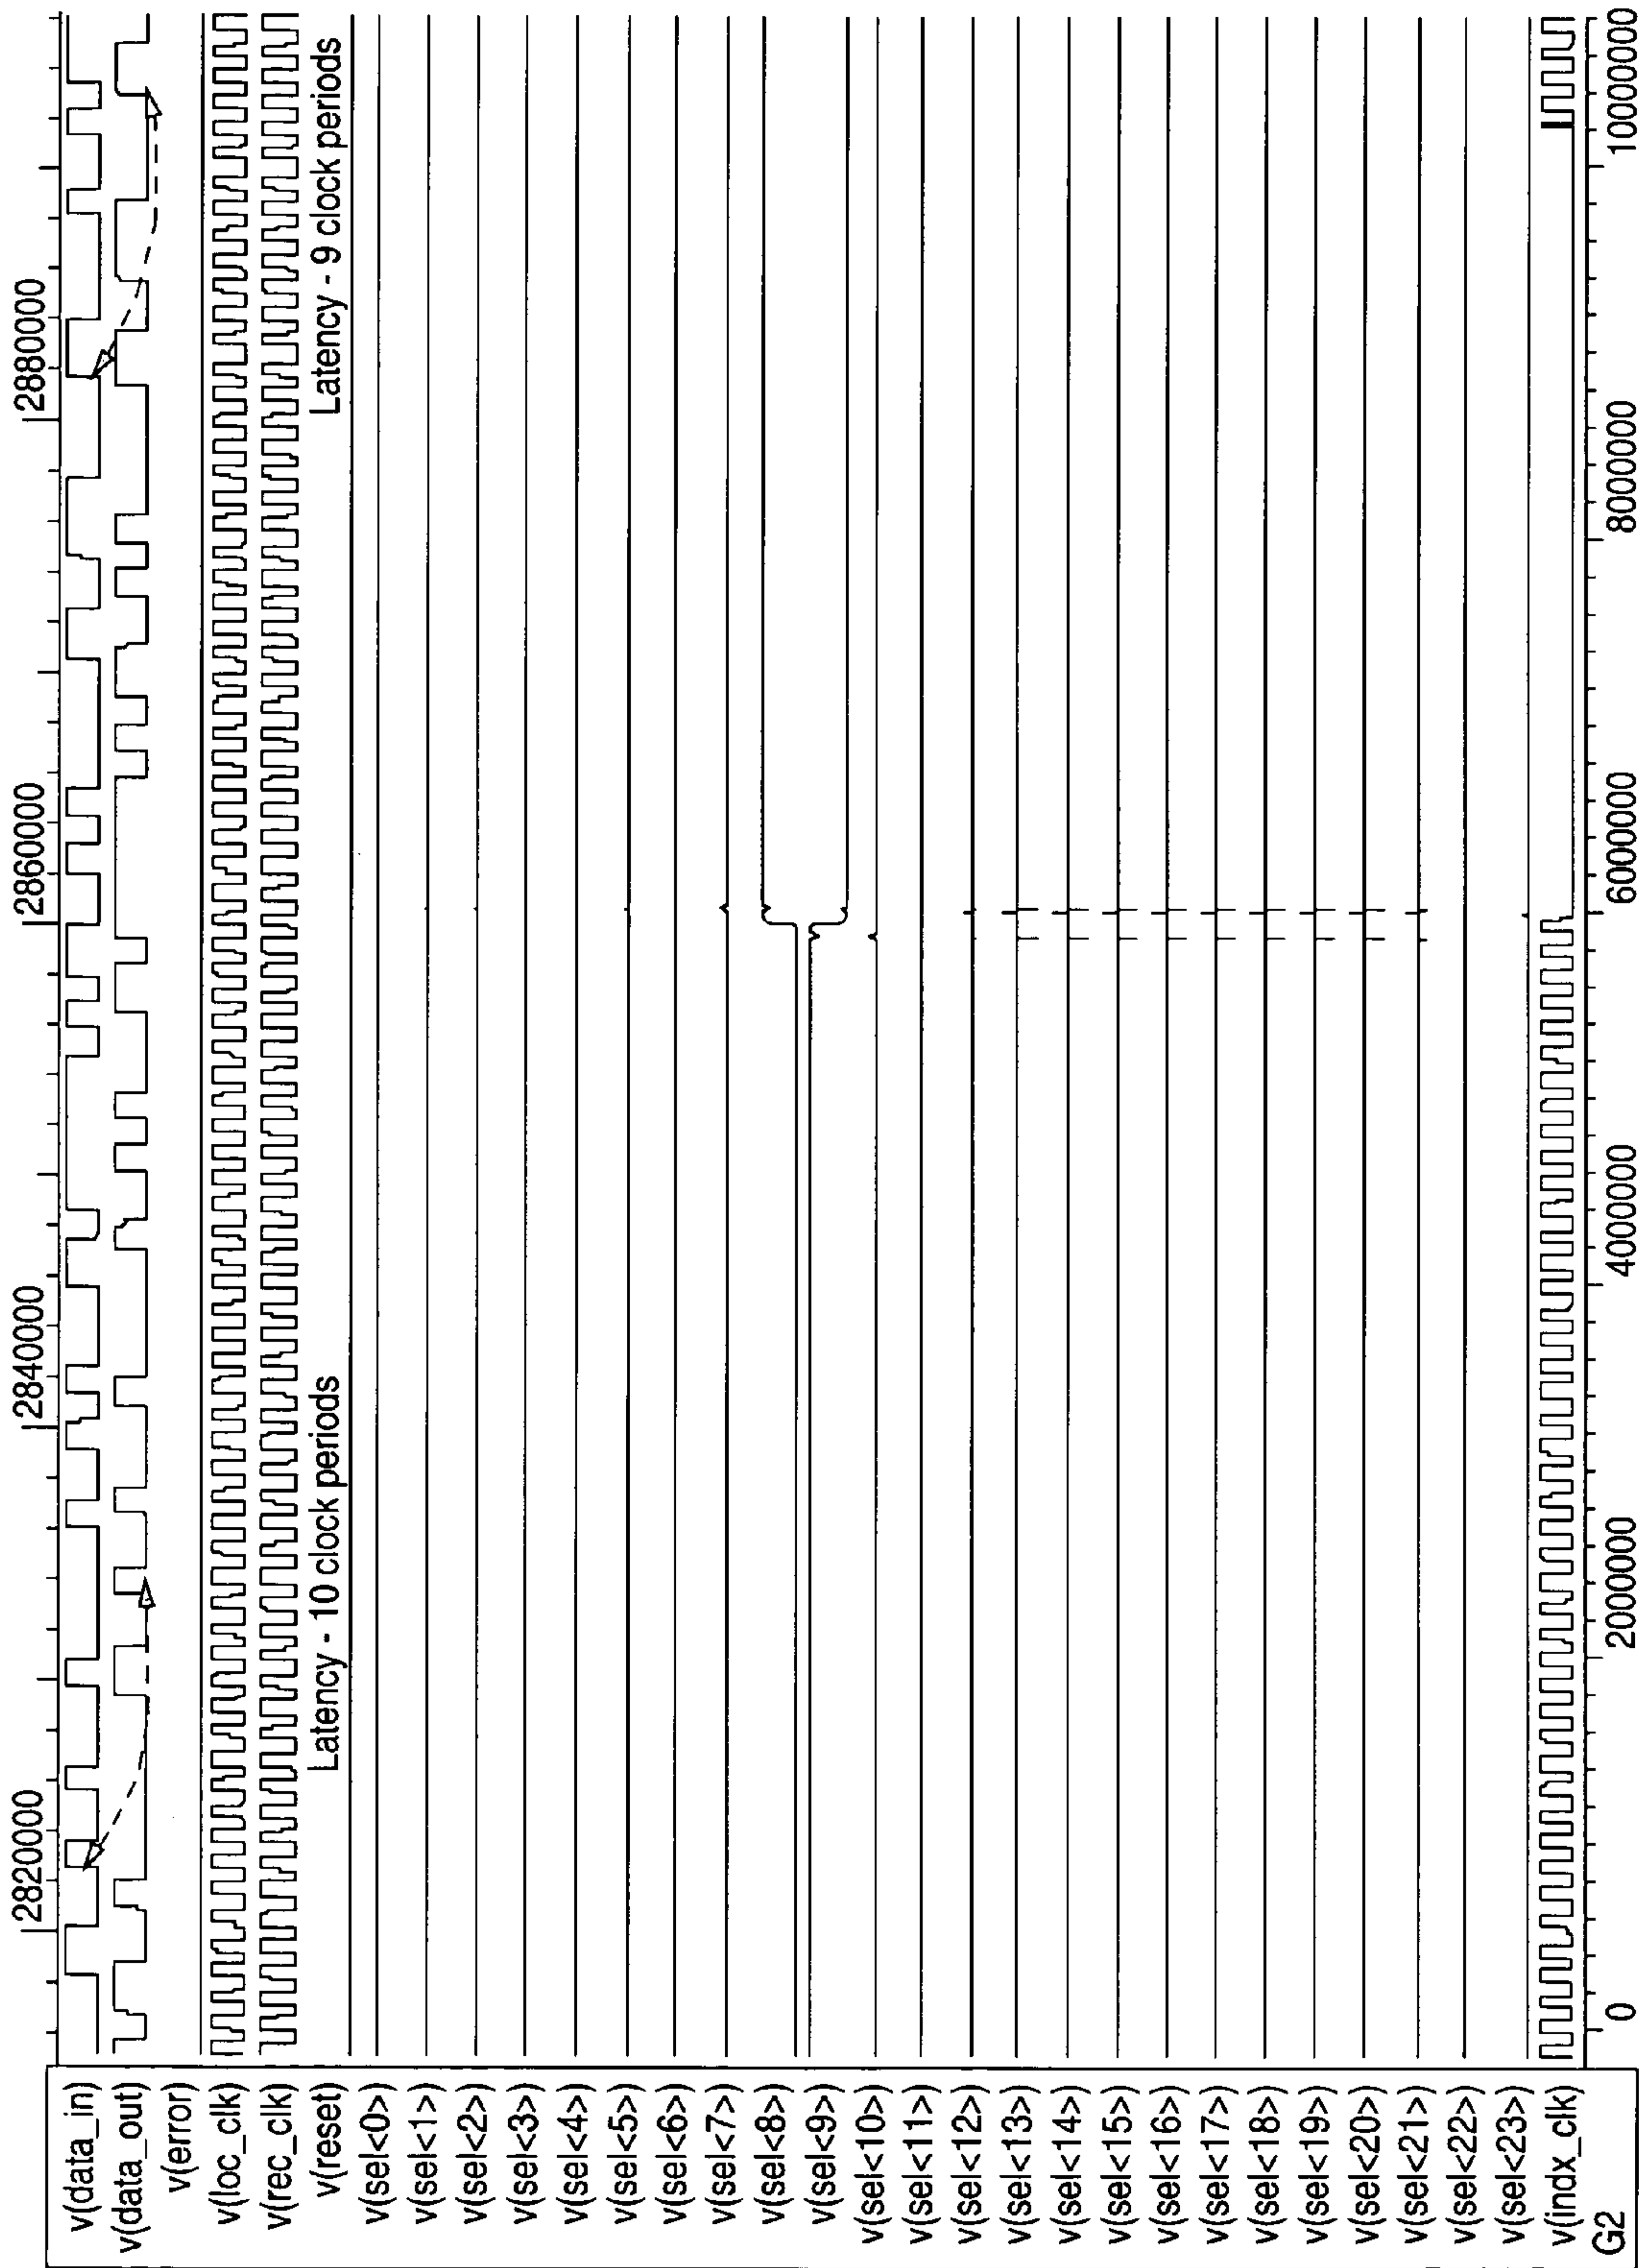 2820000
2840000
2860000
2880000
v(data_in)
v(data_out)
v(error)
v(loc_clk)
v(rec_clk)
v(reset)
Latency - 10 clock periods
Latency - 9 clock periods
v(sel<0>)
v(sel<1>)
v(sel<2>)
v(sel<3>)
v(sel<4>)
v(sel<5>)
v(sel<6>)
v(sel<7>)
v(sel<8>)
v(sel<9>)
v(sel<10>)
v(sel<11>)
v(sel<12>)
v(sel<13>)
v(sel<14>)
v(sel<15>)
v(sel<16>)
v(sel<17>)
v(sel<18>)
v(sel<19>)
v(sel<20>)
v(sel<21>)
v(sel<22>)
v(sel<23>)
v(indx_clk)
G2
0
2000000
4000000
6000000
8000000
10000000